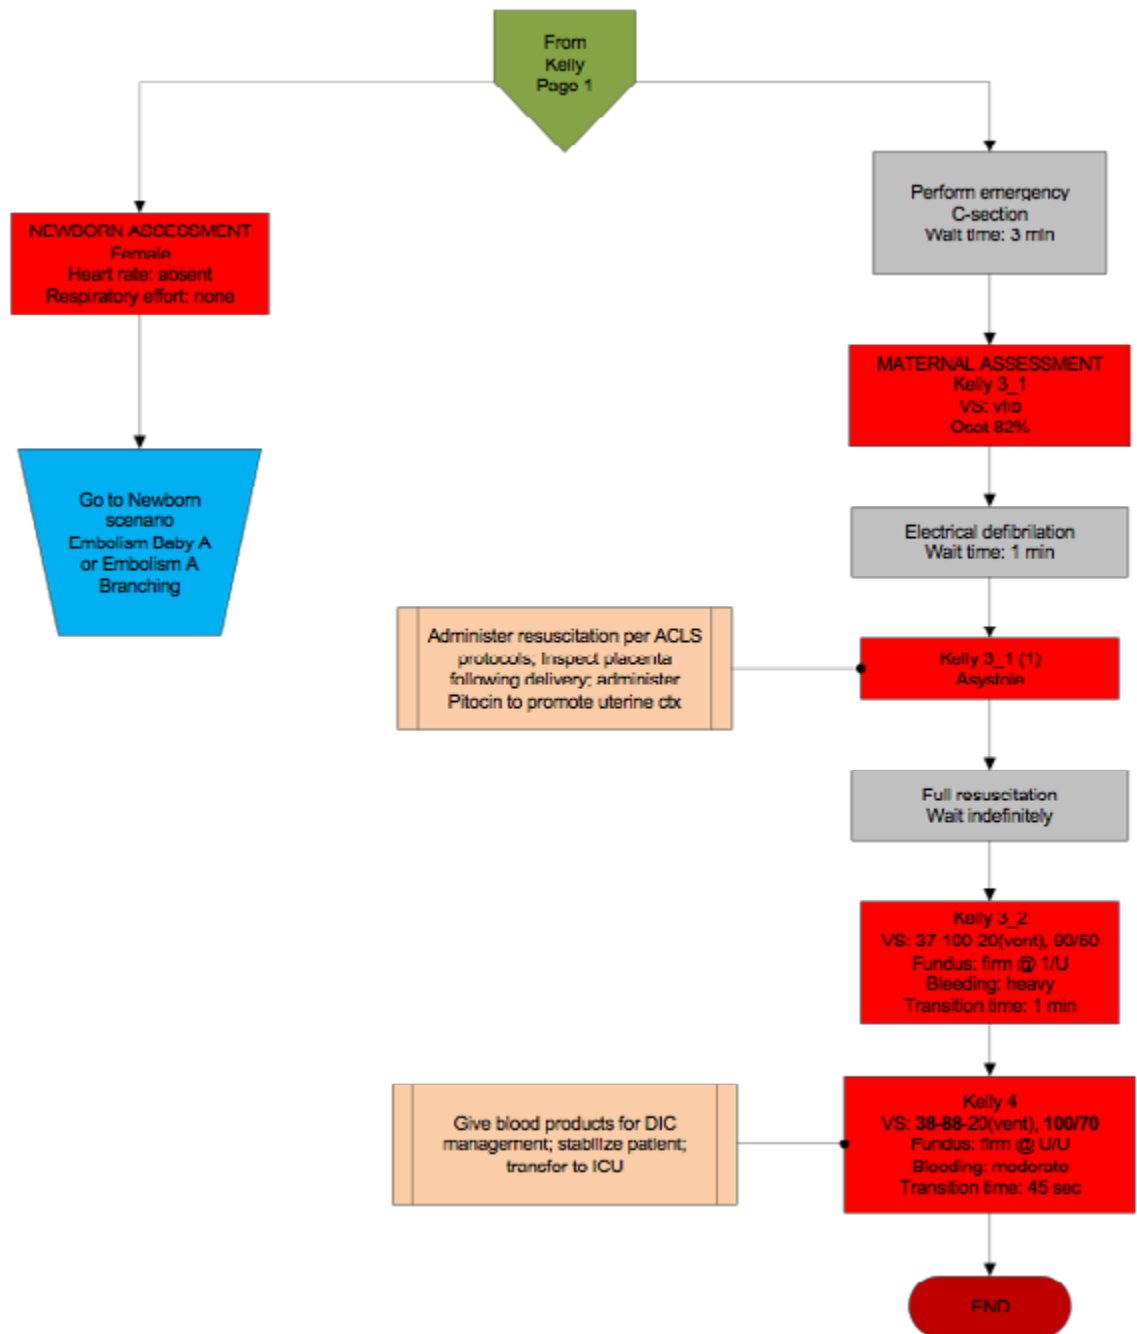 From
Kelly
Page 1
Perform emergency
C-section
Wait time: 3 min
NEWBORN ASSESSMENT
Female
Heart rate: absent
Respiratory effort: none
MATERNAL ASSESSMENT
Kelly 3_1
VS: vfib
Osat 82%
Go to Newborn
scenario
Embolism Baby A
or Embolism A
Branching
Electrical defibrilation
Wait time: 1 min
Administer resuscitation per ACLS
protocols; Inspect placenta
following delivery; administer
Pitocin to promote uterine ctx
Kelly 3_1 (1)
Asystole
Full resuscitation
Wait indefinitely
Kelly 3_2
VS: 37-100-20(vent), 90/60
Fundus: firm @ 1/U
Bleeding: heavy
Transition time: 1 min
Give blood products for DIC
management; stabilize patient;
transfer to ICU
Kelly 4
VS: 38-88-20(vent), 100/70
Fundus: firm @ U/U
Bleeding: moderate
Transition time: 45 sec
END